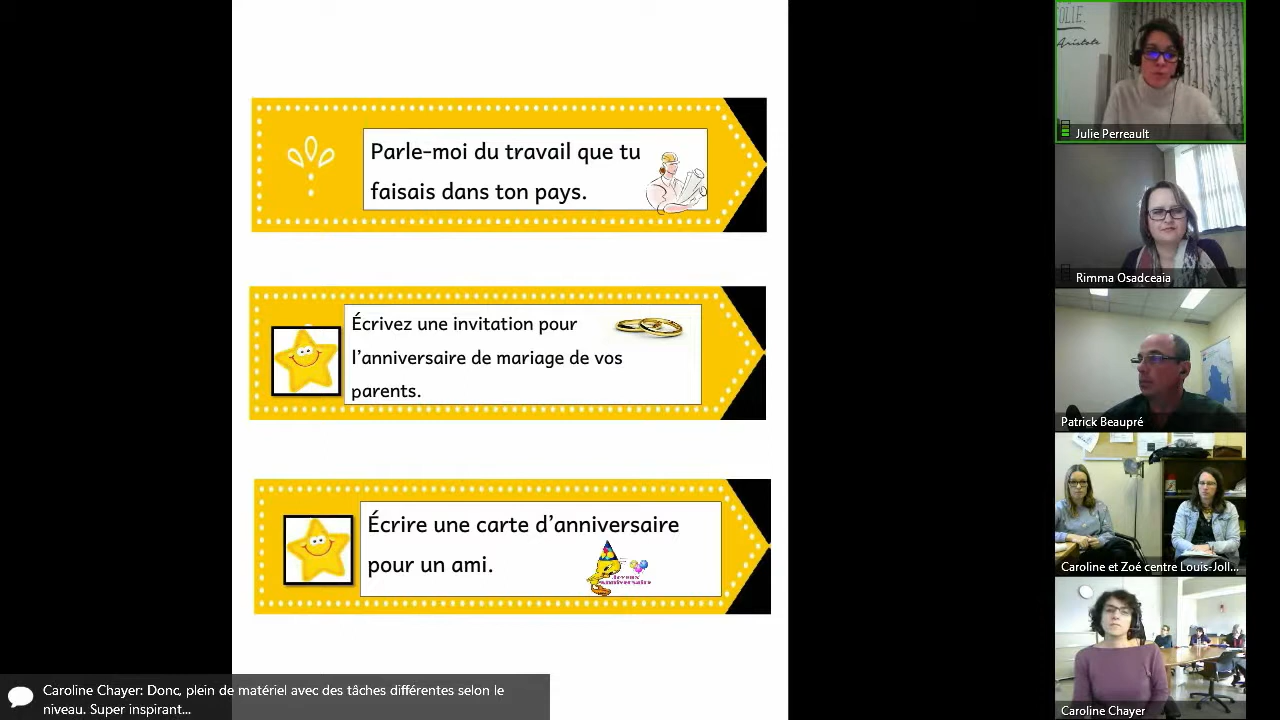 Parle-moi du travail que tu
faisais dans ton pays.
Écrivez une invitation pour
l'anniversaire de mariage de vos
parents.
Écrire une carte d'anniversaire
pour un ami.
Joyeux
Anniversaire
OLIE.
Aristote
Julie Perreault
Rimma Osadceaia
Patrick Beaupré
Caroline et Zoé centre Louis-Joll...
Caroline Chayer
Caroline Chayer: Donc, plein de matériel avec des tâches différentes selon le
niveau. Super inspirant...